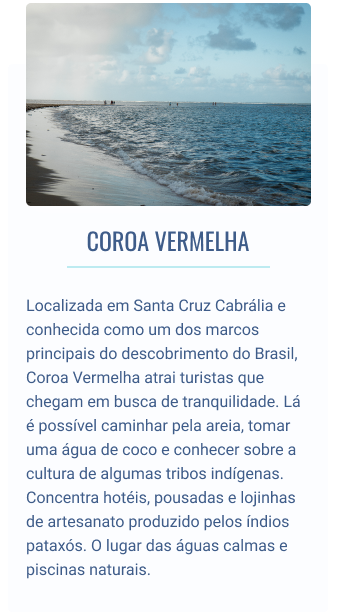 COROA VERMELHA
Localizada em Santa Cruz Cabrália e
conhecida como um dos marcos
principais do descobrimento do Brasil,
Coroa Vermelha atrai turistas que
chegam em busca de tranquilidade. Lá
é possível caminhar pela areia, tomar
uma água de coco e conhecer sobre a
cultura de algumas tribos indígenas.
Concentra hotéis, pousadas e lojinhas
de artesanato produzido pelos índios
pataxós. O lugar das águas calmas e
piscinas naturais.